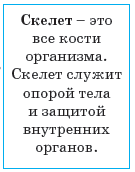 Скелет – это
все кости
организма.
Скелет служит
опорой тела
и защитой
внутренних
органов.